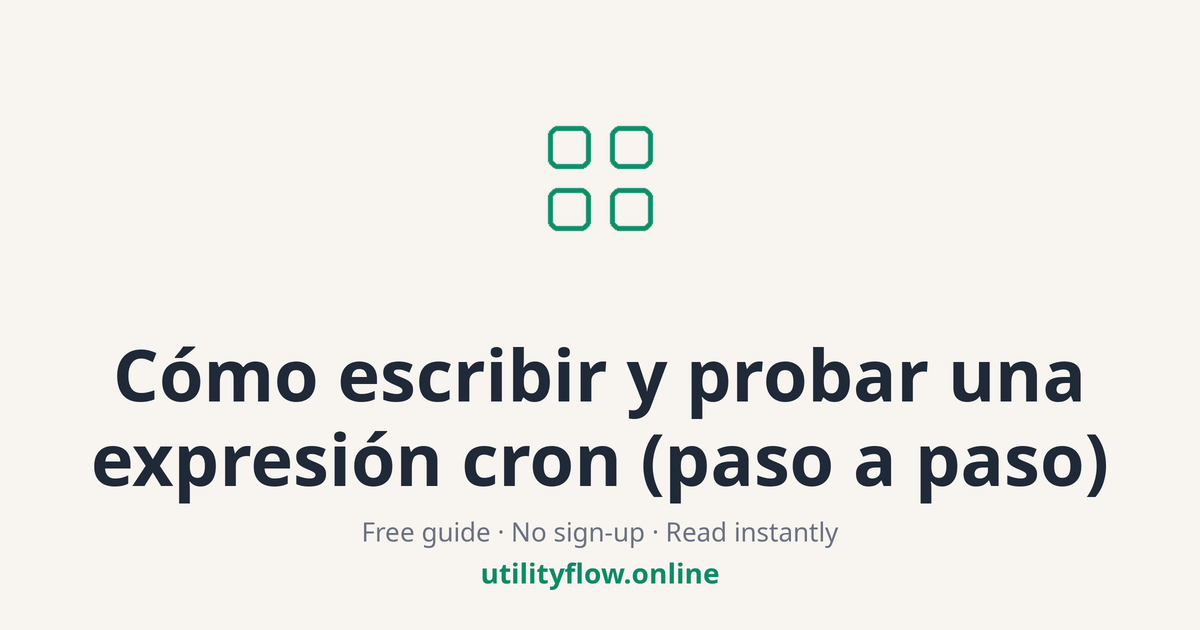 Cómo escribir y probar una
expresión cron (paso a paso)
Free guide · No sign-up · Read instantly
utilityflow.online